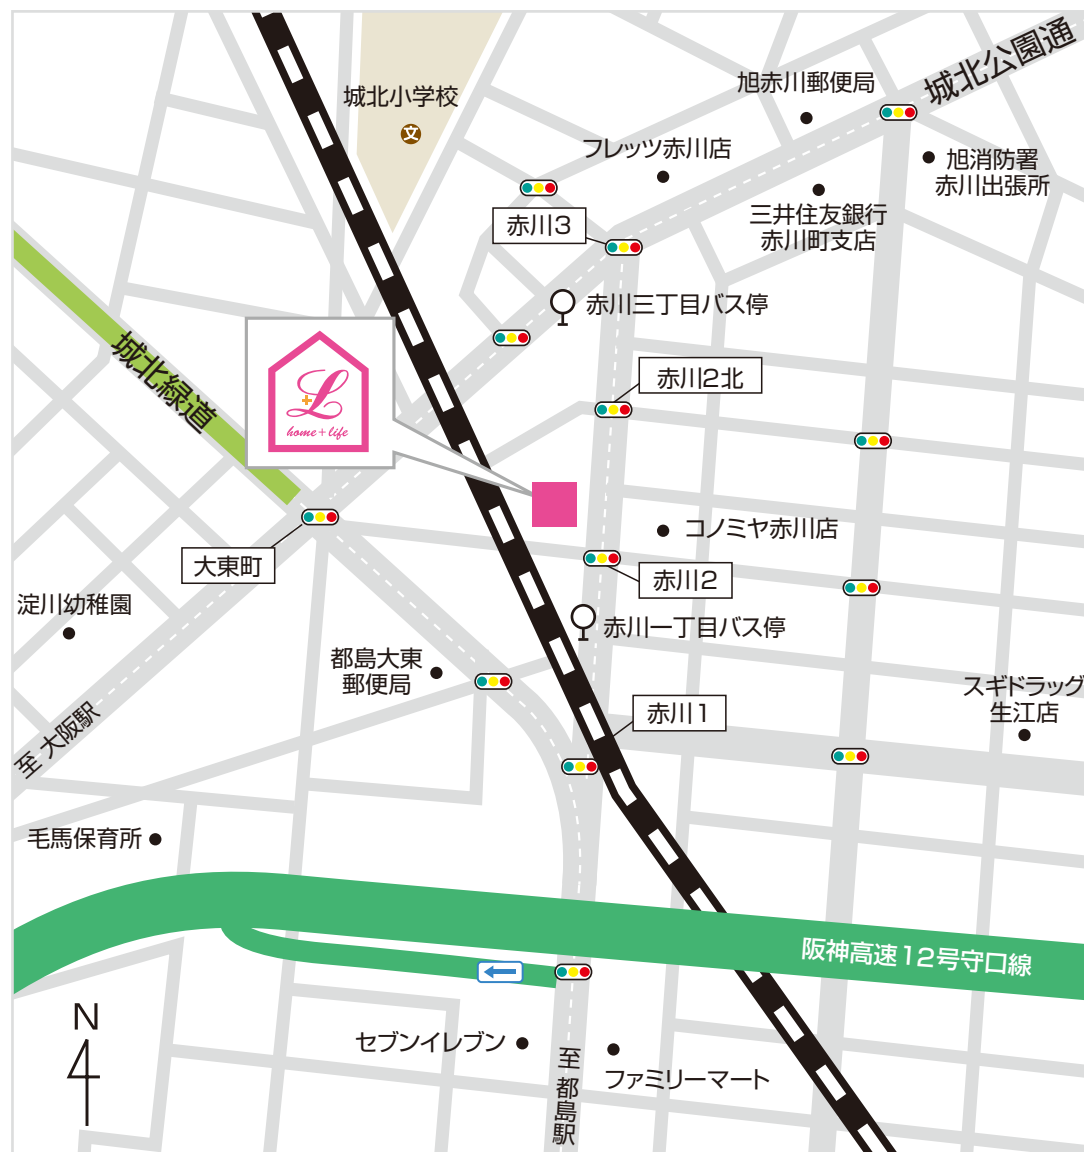 城北公園通
旭赤川郵便局
城北小学校
文
フレッツ赤川店
旭消防署
赤川出張所
三井住友銀行
赤川町支店
赤川3
赤川三丁目バス停
城北緑道
L
home+life
赤川2北
コノミヤ赤川店
大東町
赤川2
淀川幼稚園
赤川一丁目バス停
都島大東
郵便局
スギドラッグ
生江店
赤川1
至 大阪駅
毛馬保育所
阪神高速12号守口線
N
セブンイレブン
至 都島駅
ファミリーマート